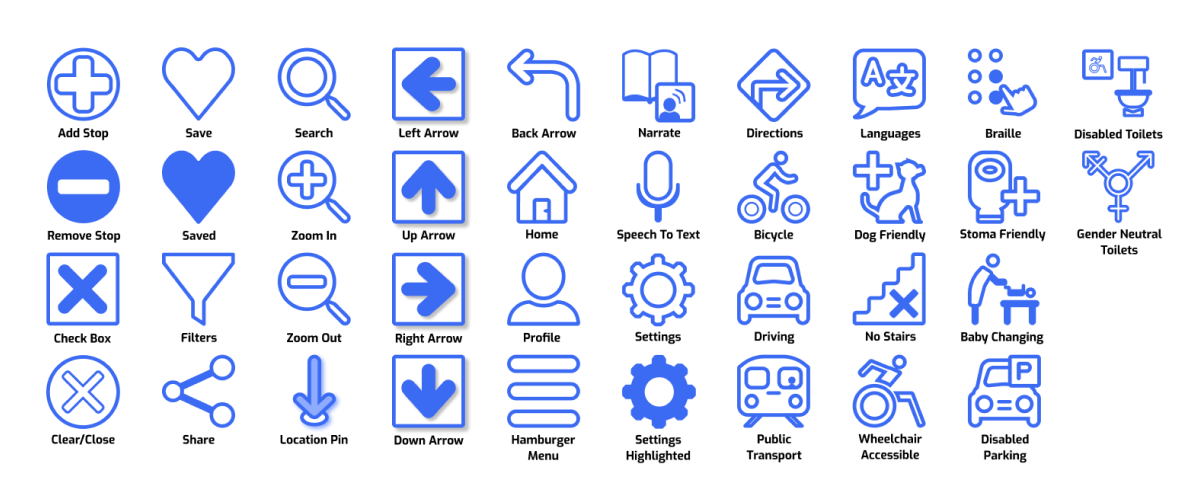 Add Stop
Save
Search
Left Arrow
Back Arrow
Narrate
Directions
A文
Languages
Braille
Disabled Toilets
Remove Stop
Saved
Zoom In
Up Arrow
Home
Speech To Text
Bicycle
Dog Friendly
Stoma Friendly
Gender Neutral
Toilets
Check Box
Filters
Zoom Out
Right Arrow
Profile
Settings
Driving
No Stairs
Baby Changing
P
Clear/Close
Share
Location Pin
Down Arrow
Hamburger
Menu
Settings
Highlighted
Public
Transport
Wheelchair
Accessible
Disabled
Parking